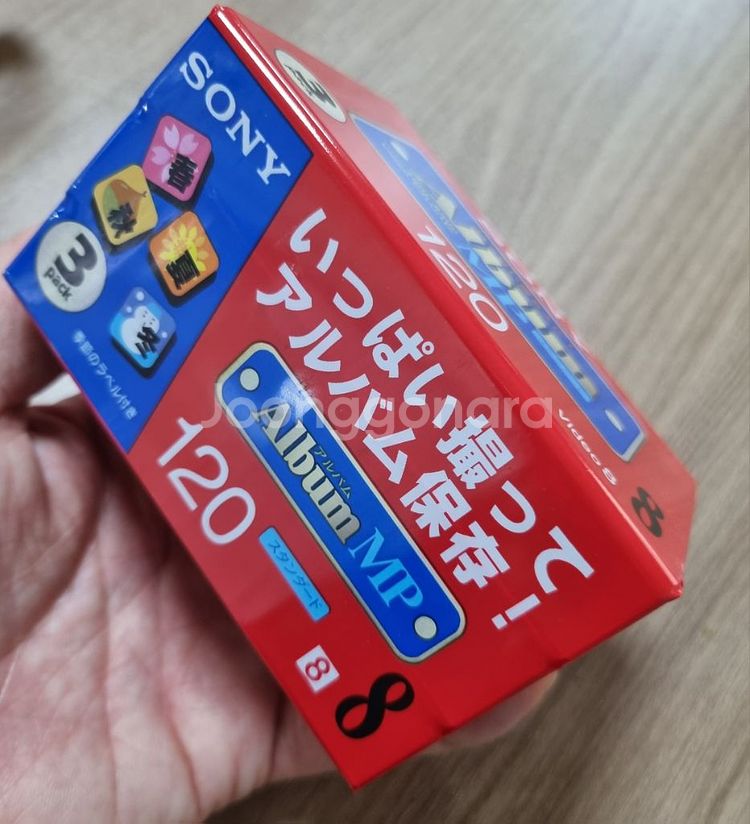 SONY
春
秋
夏
冬
3
pack
季節のラベル付き
いっぱい撮って
アルバム保存!
アルバム
Album MP
120
スタンダード
8
8
3
Album
120
Video 8
8
Joonggonara